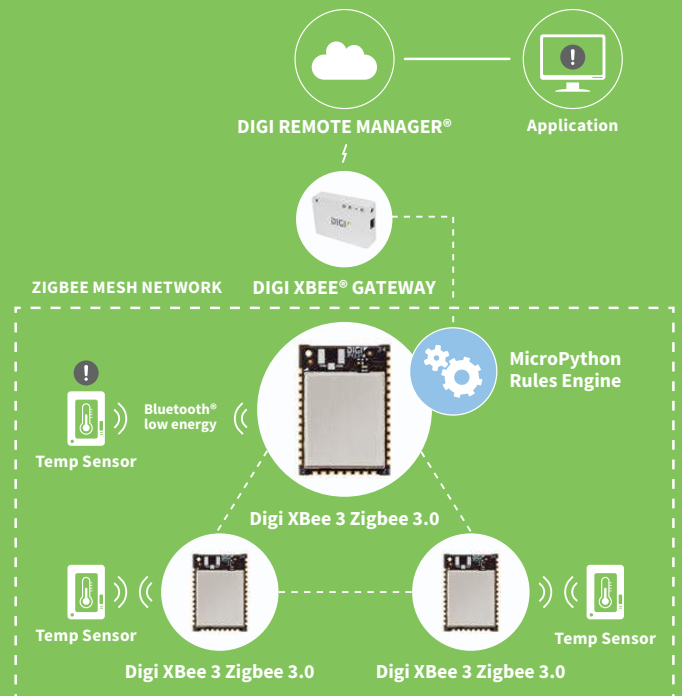 DIGI REMOTE MANAGER®
Application
DIGI
ZIGBEE MESH NETWORK
DIGI XBEE® GATEWAY
DIGI
MicroPython
Rules Engine
Bluetooth®
low energy
Temp Sensor
Digi XBee 3 Zigbee 3.0
Temp Sensor
Temp Sensor
Digi XBee 3 Zigbee 3.0
Digi XBee 3 Zigbee 3.0